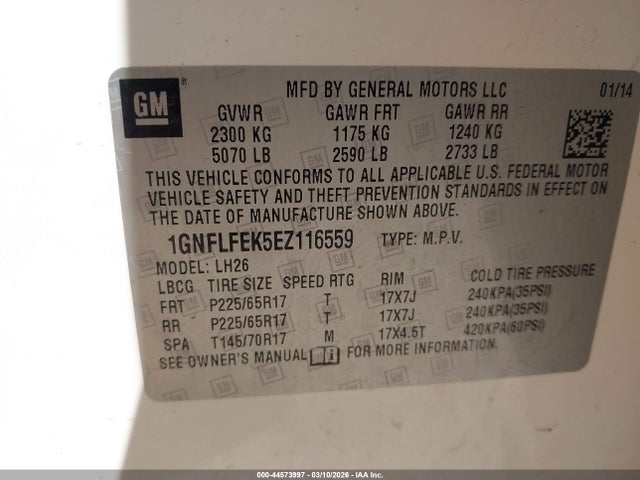 GM
MFD BY GENERAL MOTORS LLC 01/14
GVWR GAWR FRT GAWR RR
2300 KG 1175 KG 1240 KG
5070 LB 2590 LB 2733 LB
THIS VEHICLE CONFORMS TO ALL APPLICABLE U.S. FEDERAL MOTOR
VEHICLE SAFETY AND THEFT PREVENTION STANDARDS IN EFFECT ON
THE DATE OF MANUFACTURE SHOWN ABOVE.
1GNFLFEK5EZ116559 TYPE: M.P.V.
MODEL: LH26
LBCG TIRE SIZE SPEED RTG RIM COLD TIRE PRESSURE
FRT P225/65R17 T 17X7J 240KPA(35PSI)
RR P225/65R17 T 17X7J 240KPA(35PSI)
SPA T145/70R17 M 17X4.5T 420KPA(60PSI)
SEE OWNER'S MANUAL i FOR MORE INFORMATION.
000-44573997 - 03/10/2026 - IAA Inc.